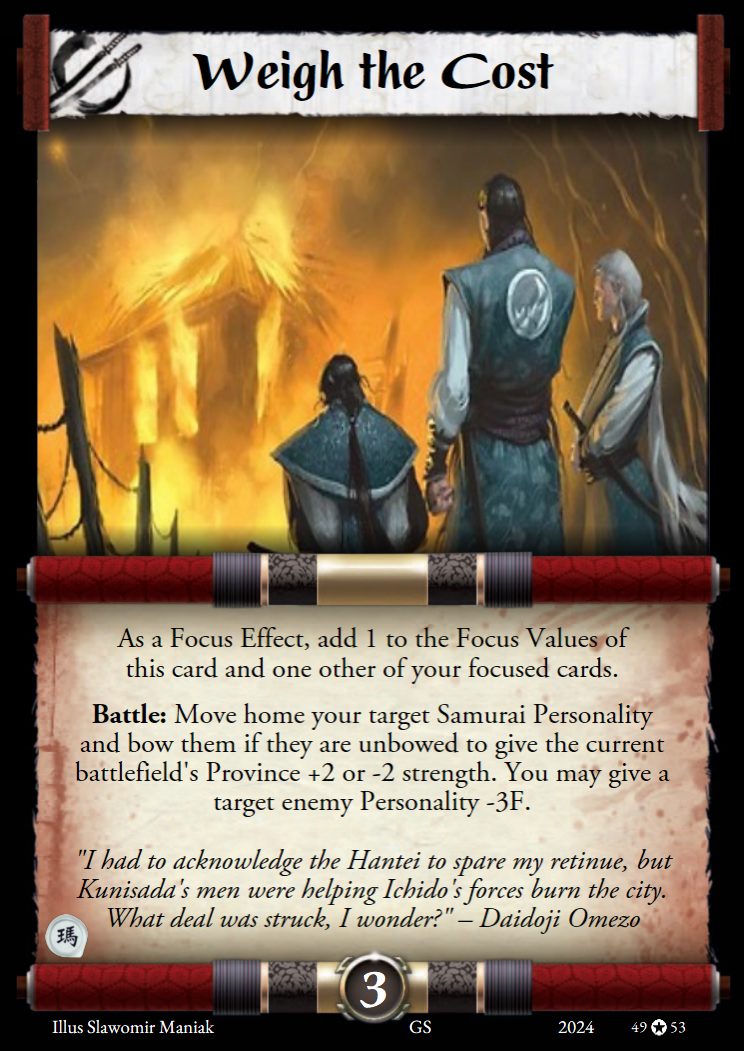 Weigh the Cost
As a Focus Effect, add 1 to the Focus Values of
this card and one other of your focused cards.
Battle: Move home your target Samurai Personality
and bow them if they are unbowed to give the current
battlefield's Province +2 or -2 strength. You may give a
target enemy Personality -3F.
"I had to acknowledge the Hantei to spare my retinue, but
Kunisada's men were helping Ichido's forces burn the city.
What deal was struck, I wonder?" – Daidoji Omezo
瑪
3
Illus Slawomir Maniak GS 2024 49 ✪ 53